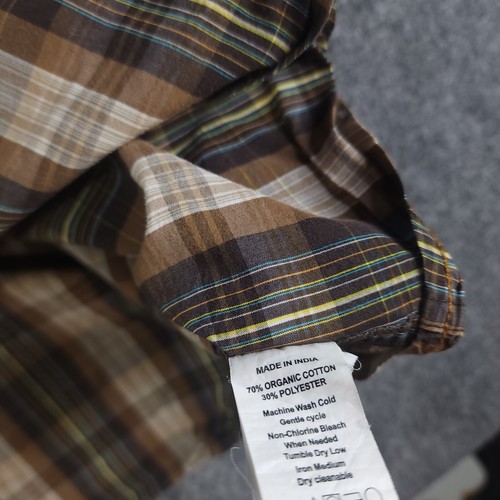 MADE IN INDIA
70% ORGANIC COTTON
30% POLYESTER
Machine Wash Cold
Gentle cycle
Non-Chlorine Bleach
When Needed
Tumble Dry Low
Iron Medium
Dry cleanable